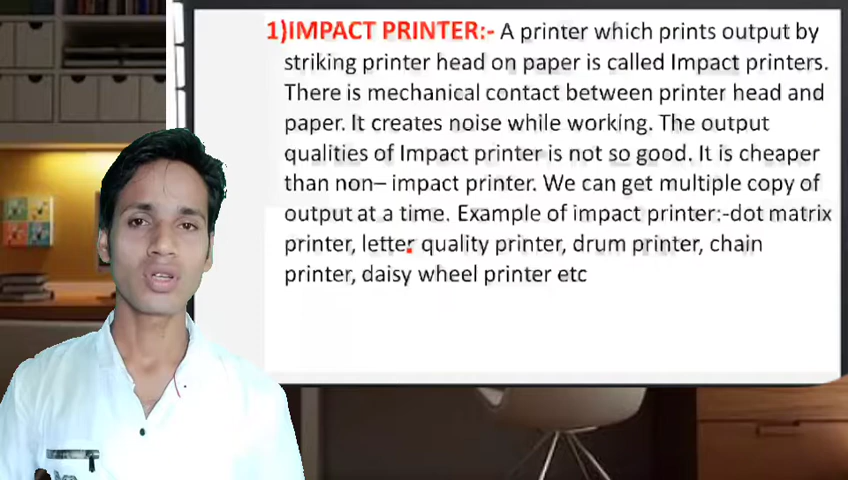 1)IMPACT PRINTER:- A printer which prints output by
striking printer head on paper is called Impact printers.
There is mechanical contact between printer head and
paper. It creates noise while working. The output
qualities of Impact printer is not so good. It is cheaper
than non– impact printer. We can get multiple copy of
output at a time. Example of impact printer:-dot matrix
printer, letter quality printer, drum printer, chain
printer, daisy wheel printer etc